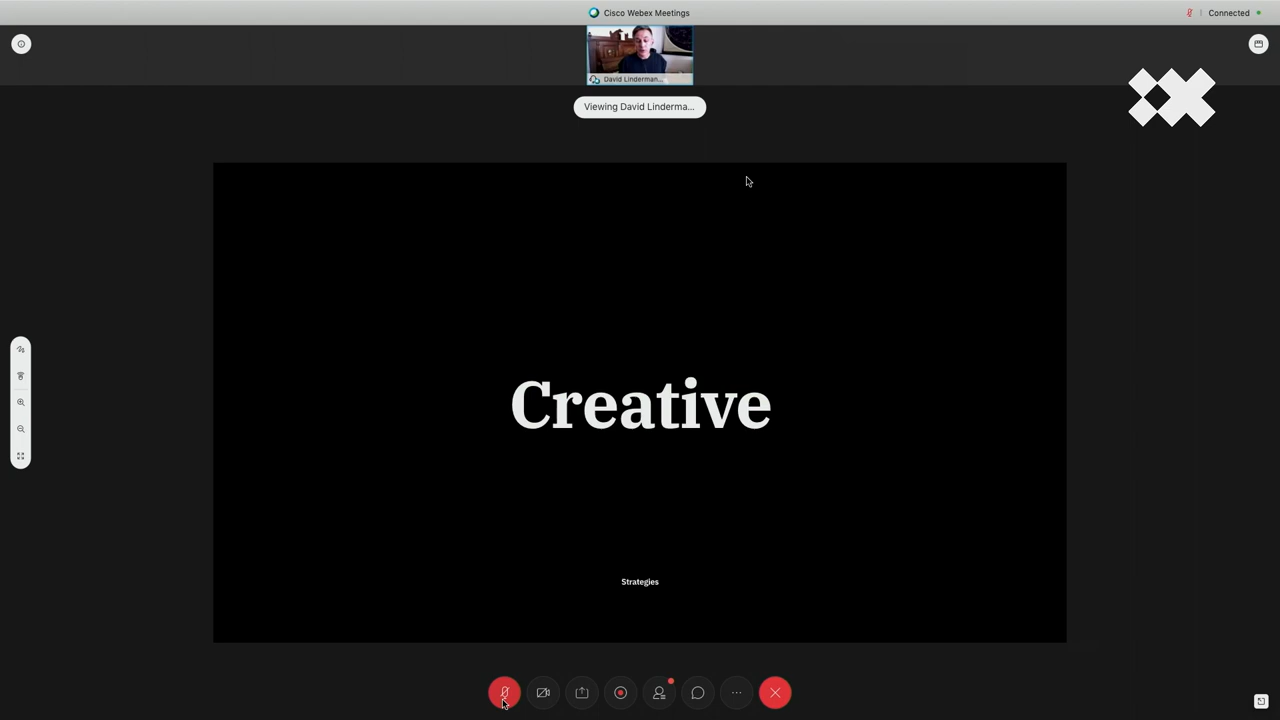 Cisco Webex Meetings
Connected
David Linderman...
Viewing David Linderma...
Creative
Strategies